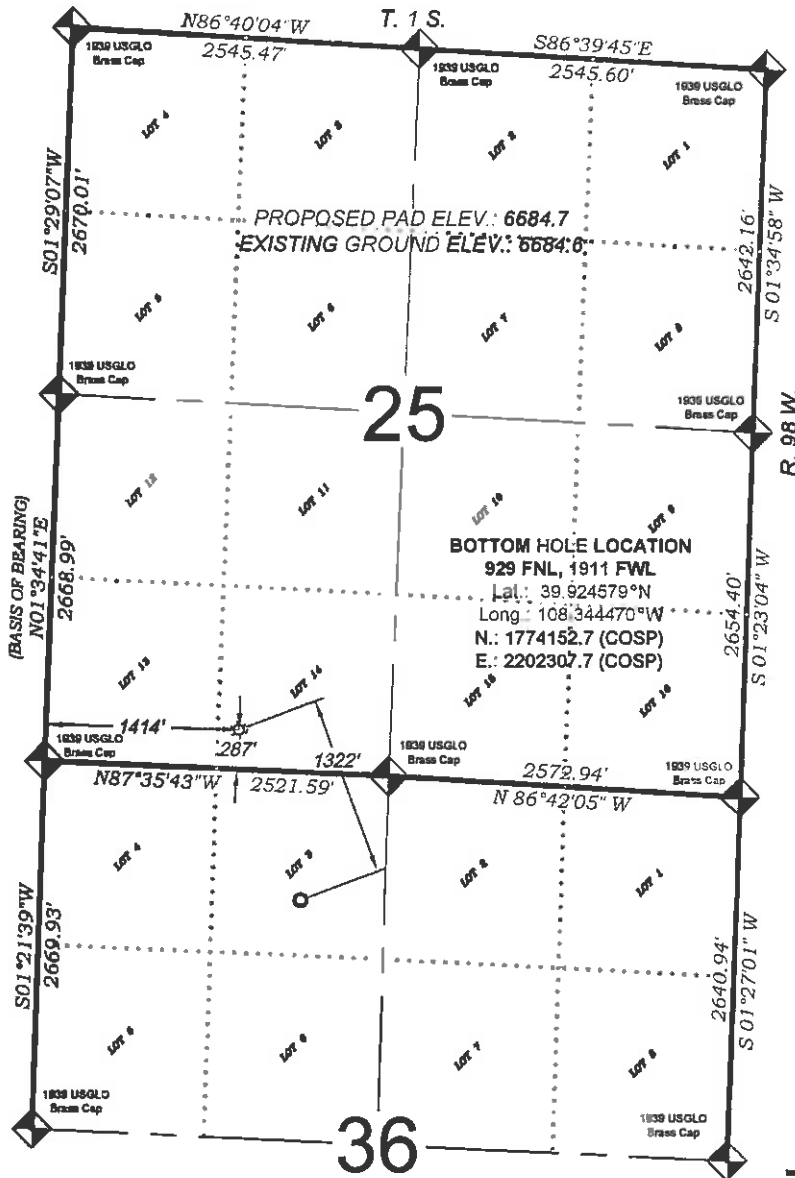 T. 1 S.
N86°40'04"W
2545.47'
S86°39'45"E
2545.60'
1939 USGLO
Brass Cap
1939 USGLO
Brass Cap
1939 USGLO
Brass Cap
LOT 4
LOT 3
LOT 2
LOT 1
S01°29'07"W
2670.01'
PROPOSED PAD ELEV.: 6684.7
EXISTING GROUND ELEV.: 6684.6
2642.16'
S 01°34'58" W
LOT 5
LOT 6
LOT 7
LOT 8
1939 USGLO
Brass Cap
25
1939 USGLO
Brass Cap
R. 98 W.
LOT 12
LOT 11
LOT 10
LOT 9
(BASIS OF BEARING)
N01°34'41"E
2668.99'
BOTTOM HOLE LOCATION
929 FNL, 1911 FWL
Lat.: 39.924579°N
Long.: 108.344470°W
N.: 1774152.7 (COSP)
E.: 2202307.7 (COSP)
2654.40'
S 01°23'04" W
LOT 13
LOT 14
LOT 15
LOT 16
1414'
287'
1322'
1939 USGLO
Brass Cap
1939 USGLO
Brass Cap
1939 USGLO
Brass Cap
N87°35'43"W
2521.59'
2572.94'
N 86°42'05" W
LOT 4
LOT 3
LOT 2
LOT 1
S01°21'39"W
2669.93'
2640.94'
S 01°27'01" W
LOT 5
LOT 6
LOT 7
LOT 8
1939 USGLO
Brass Cap
36
1939 USGLO
Brass Cap